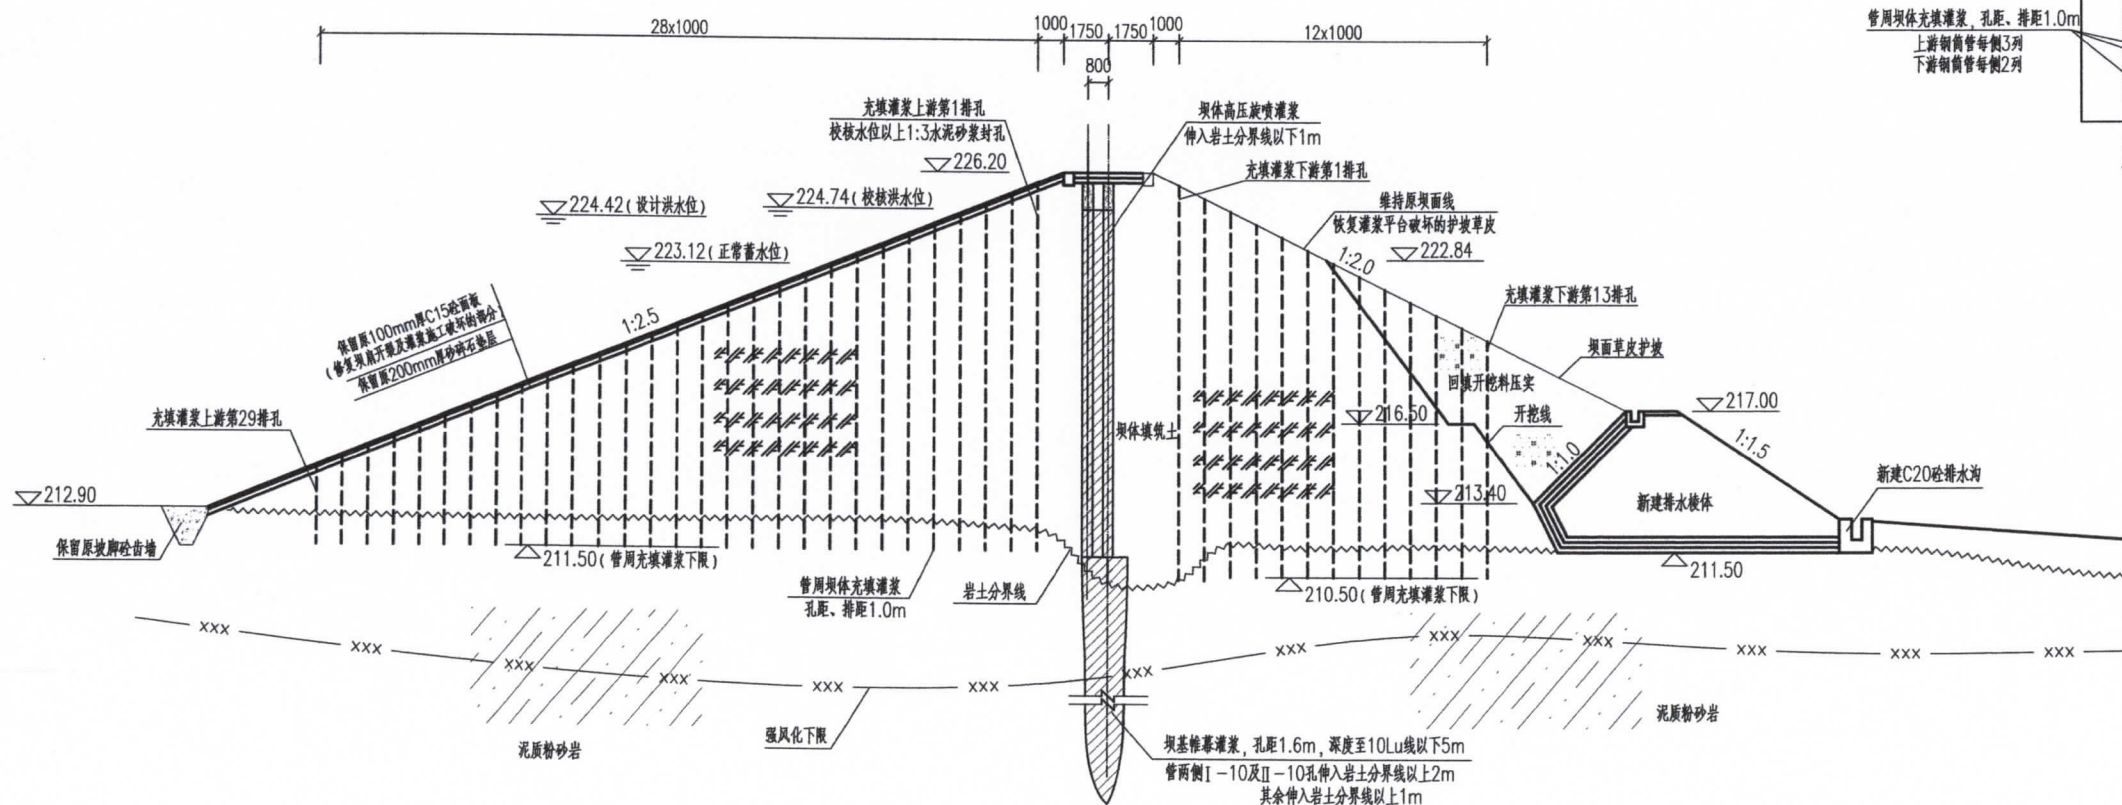 28x1000
1000
1750
1750
1000
12x1000
800
管周坝体充填灌浆，孔距、排距1.0m
上游钢筒管每侧3列
下游钢筒管每侧2列
充填灌浆上游第1排孔
校核水位以上1:3水泥砂浆封孔
坝体高压旋喷灌浆
伸入岩土分界线以下1m
226.20
充填灌浆下游第1排孔
224.42(设计洪水位)
224.74(校核洪水位)
维持原坝面线
恢复灌浆平台破坏的护坡草皮
223.12(正常蓄水位)
222.84
1:2.0
保留原100mm厚C15砼面板
(修复坝肩开裂及灌浆施工破坏的部分)
保留原200mm厚砂碎石垫层
1:2.5
充填灌浆下游第13排孔
坝面草皮护坡
回填开挖料压实
充填灌浆上游第29排孔
坝体填筑土
216.50
开挖线
217.00
1:1.0
1:1.5
212.90
213.40
新建排水棱体
新建C20砼排水沟
保留原坡脚砼齿墙
211.50(管周充填灌浆下限)
管周坝体充填灌浆
孔距、排距1.0m
岩土分界线
210.50(管周充填灌浆下限)
211.50
xxx
xxx
xxx
xxx
xxx
xxx
xxx
xxx
xxx
xxx
xxx
xxx
xxx
泥质粉砂岩
强风化下限
泥质粉砂岩
坝基帷幕灌浆，孔距1.6m，深度至10Lu线以下5m
管两侧Ⅰ-10及Ⅱ-10孔伸入岩土分界线以上2m
其余伸入岩土分界线以上1m